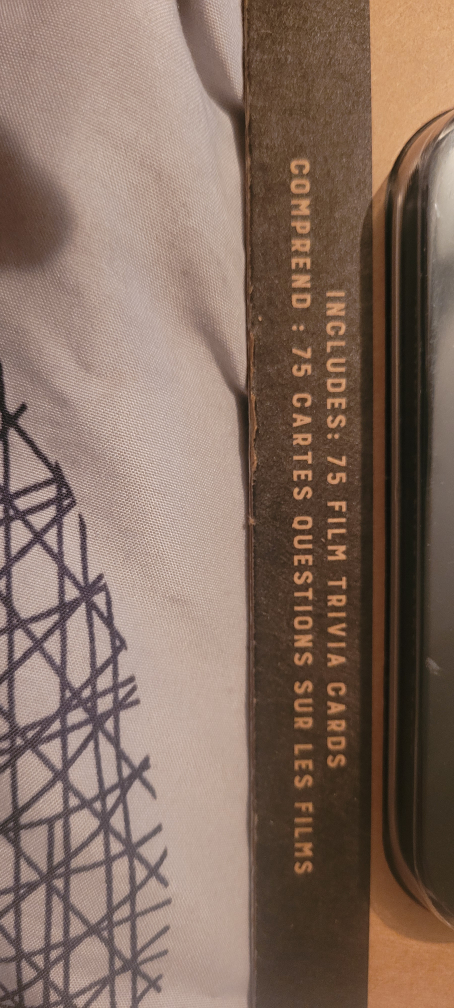 INCLUDES: 75 FILM TRIVIA CARDS
COMPREND : 75 CARTES QUESTIONS SUR LES FILMS